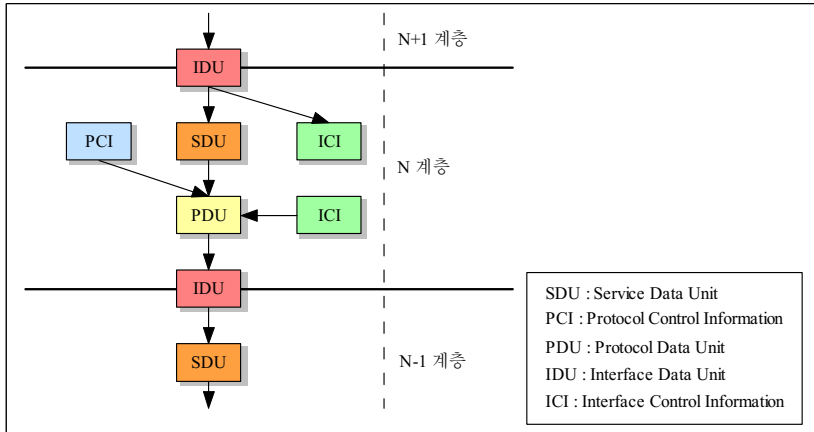 N+1 계층
IDU
PCI
SDU
ICI
N 계층
PDU
ICI
IDU
SDU
N-1 계층
SDU : Service Data Unit
PCI : Protocol Control Information
PDU : Protocol Data Unit
IDU : Interface Data Unit
ICI : Interface Control Information